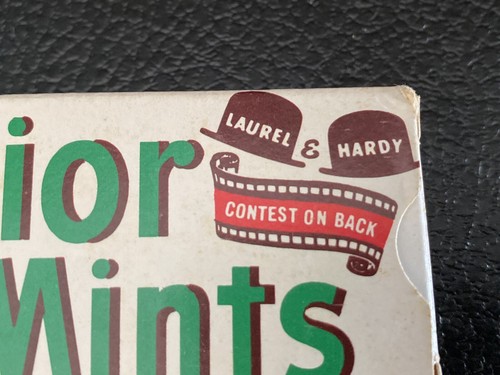 LAUREL & HARDY
CONTEST ON BACK
ior
Mints